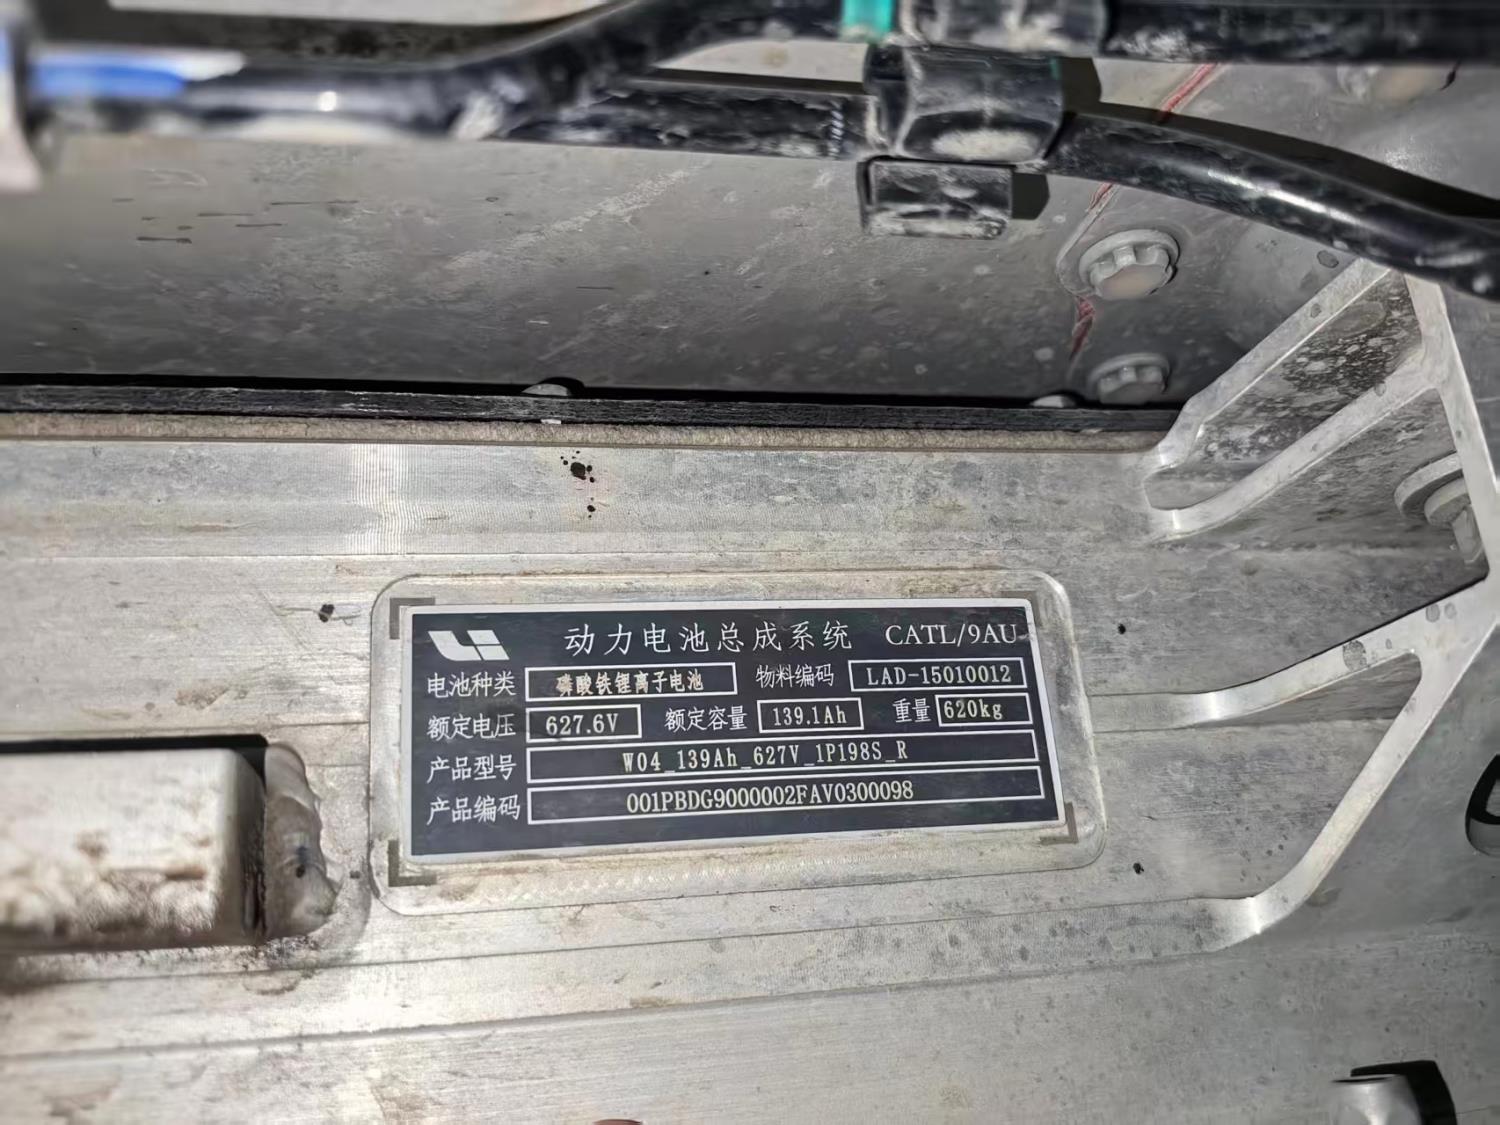 动力电池总成系统 CATL/9AU
电池种类 磷酸铁锂离子电池 物料编码 LAD-15010012
额定电压 627.6V 额定容量 139.1Ah 重量 620kg
产品型号 W04_139Ah_627V_1P198S_R
产品编码 001PBDG9000002FAV0300098